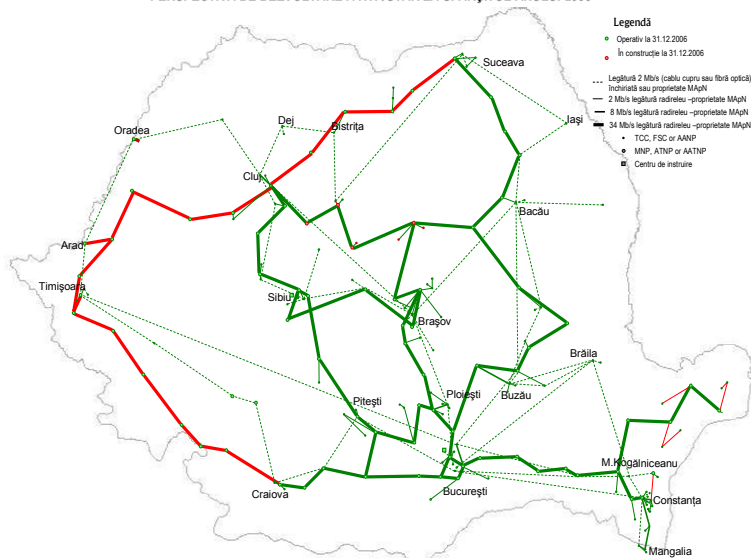 Legendă
Operativ la 31.12.2006
În construcție la 31.12.2006
Legătură 2 Mb/s (cablu cupru sau fibră optică)
închiriată sau proprietate MApN
2 Mb/s legătură radireleu –proprietate MApN
8 Mb/s legătură radireleu –proprietate MApN
34 Mb/s legătură radireleu –proprietate MApN
TCC, FSC or AANP
MNP, ATNP or AATNP
Centru de instruire
Suceava
Dej
Bistrița
Iași
Oradea
Cluj
Bacău
Arad
Timișoara
Sibiu
Brașov
Brăila
Ploiești
Buzău
Pitești
M.Kogălniceanu
București
Craiova
Constanța
Mangalia